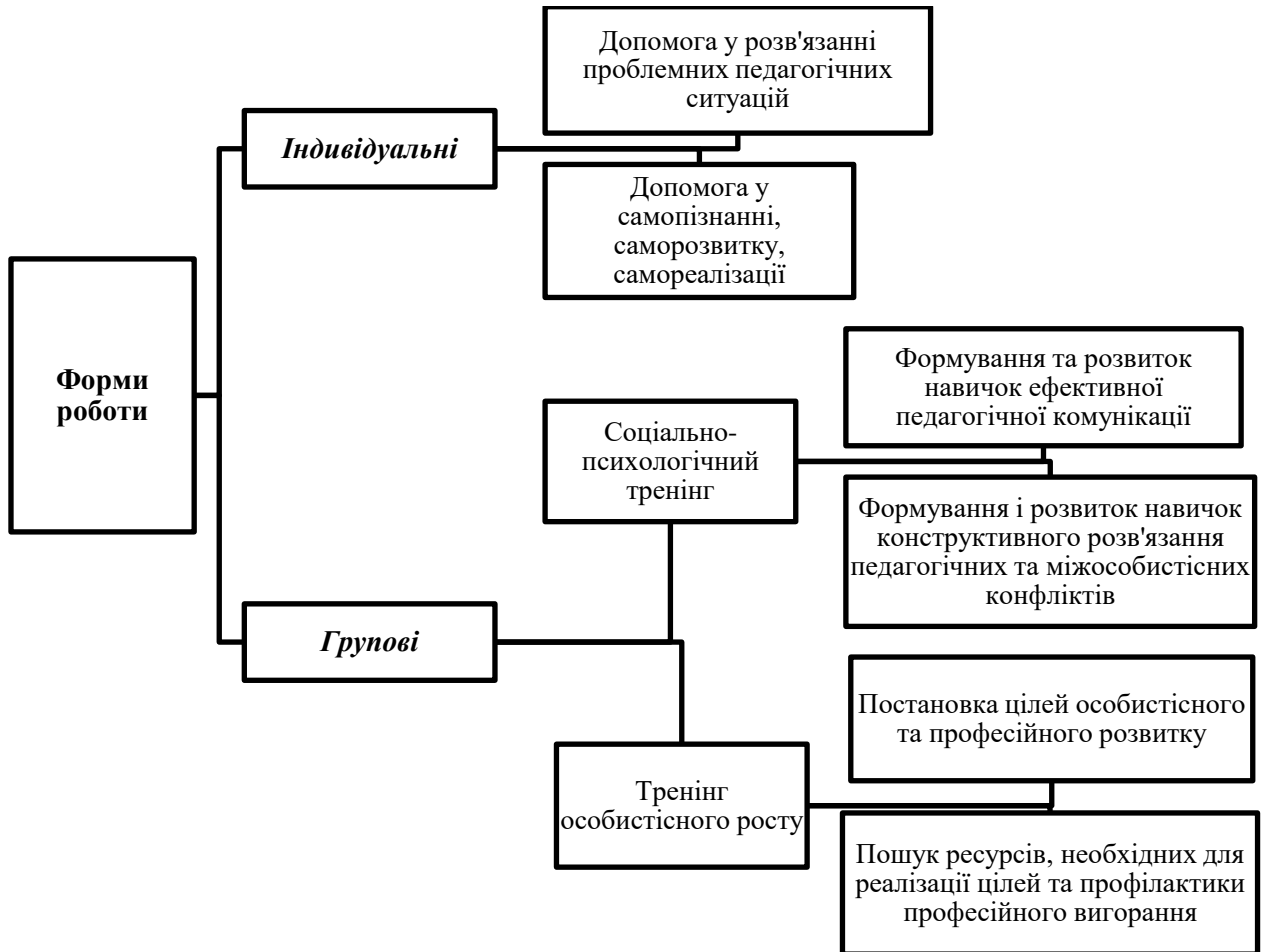 Допомога у розв'язанні
проблемних педагогічних
ситуацій
Індивідуальні
Допомога у
самопізнанні,
саморозвитку,
самореалізації
Форми
роботи
Формування та розвиток
навичок ефективної
педагогічної комунікації
Соціально-
психологічний
тренінг
Формування і розвиток навичок
конструктивного розв'язання
педагогічних та міжособистісних
конфліктів
Групові
Постановка цілей особистісного
та професійного розвитку
Тренінг
особистісного росту
Пошук ресурсів, необхідних для
реалізації цілей та профілактики
професійного вигорання